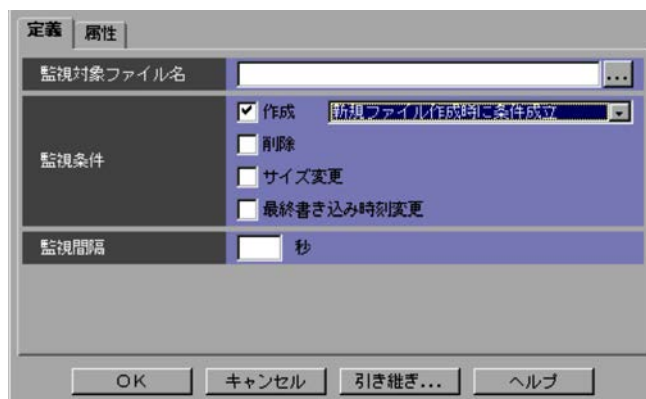 定義 属性
監視対象ファイル名 ...
監視条件
作成 新規ファイル作成時に条件成立
削除
サイズ変更
最終書き込み時刻変更
監視間隔 秒
OK キャンセル 引き継ぎ... ヘルプ